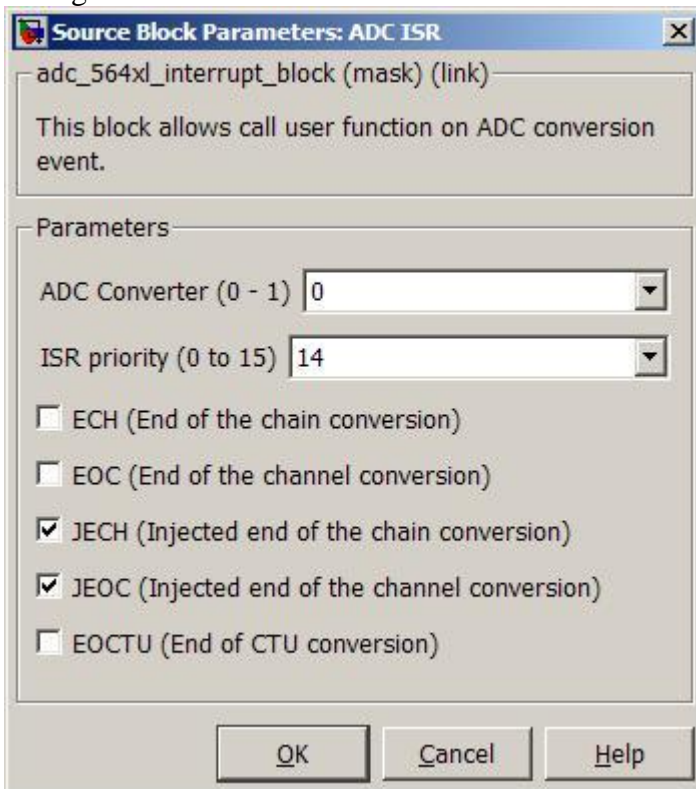 Source Block Parameters: ADC ISR
adc_564xl_interrupt_block (mask) (link)
This block allows call user function on ADC conversion
event.
Parameters
ADC Converter (0 - 1) 0
ISR priority (0 to 15) 14
ECH (End of the chain conversion)
EOC (End of the channel conversion)
JECH (Injected end of the chain conversion)
JEOC (Injected end of the channel conversion)
EOCTU (End of CTU conversion)
OK Cancel Help